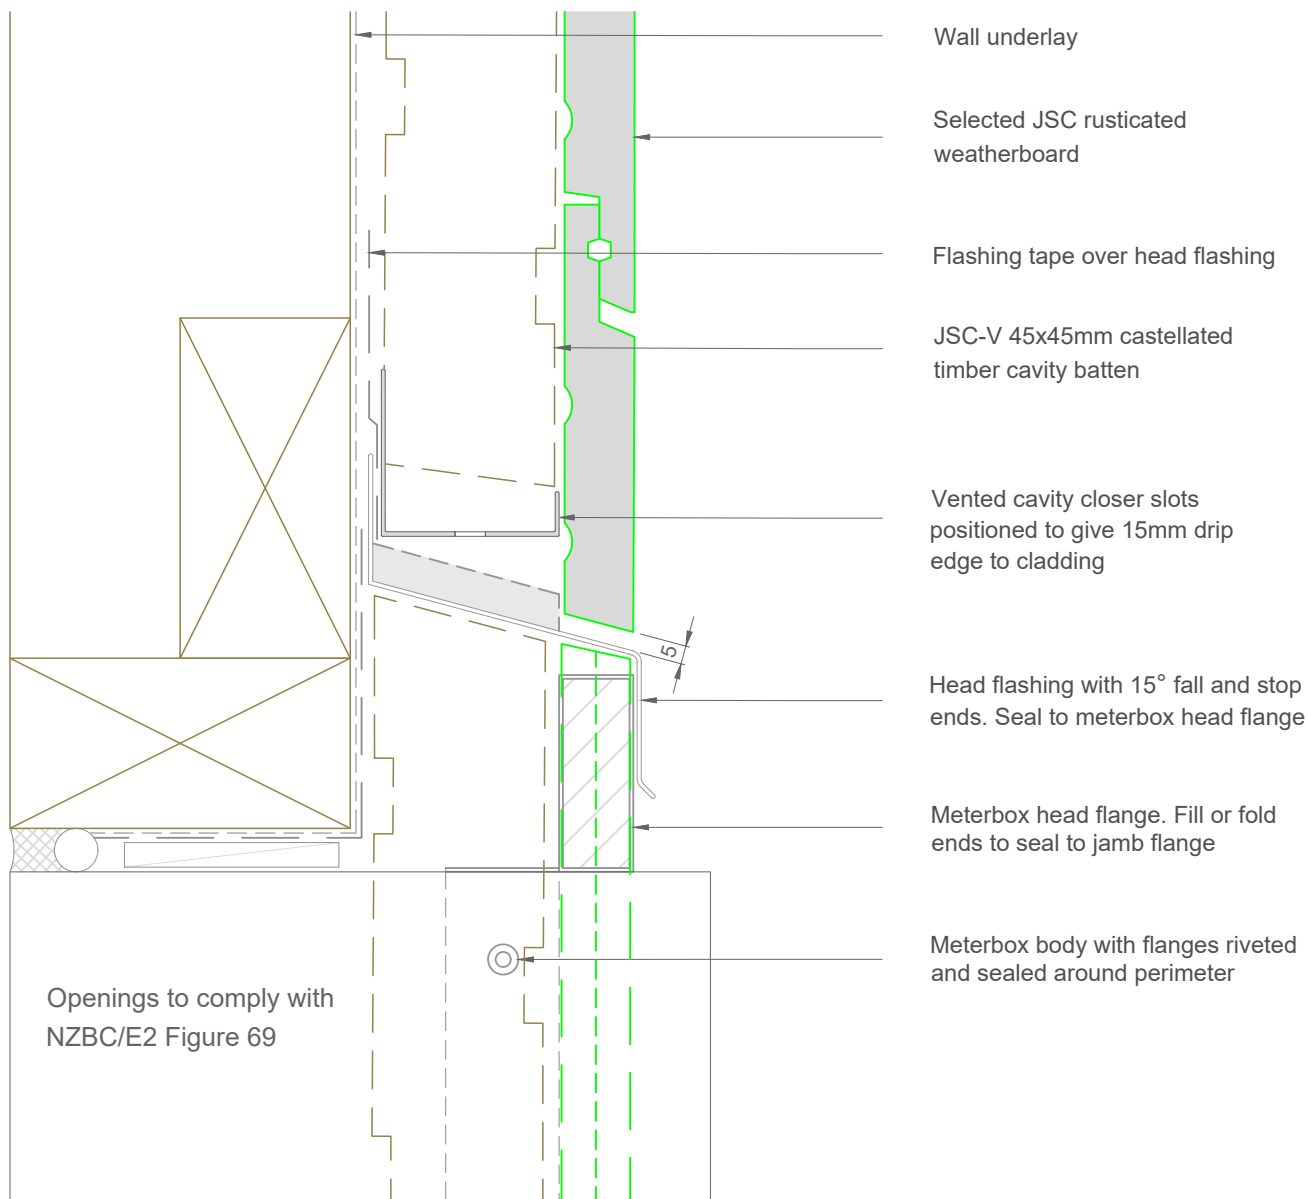 Wall underlay
Selected JSC rusticated
weatherboard
Flashing tape over head flashing
JSC-V 45x45mm castellated
timber cavity batten
Vented cavity closer slots
positioned to give 15mm drip
edge to cladding
5
Head flashing with 15° fall and stop
ends. Seal to meterbox head flange
Meterbox head flange. Fill or fold
ends to seal to jamb flange
Meterbox body with flanges riveted
and sealed around perimeter
Openings to comply with
NZBC/E2 Figure 69